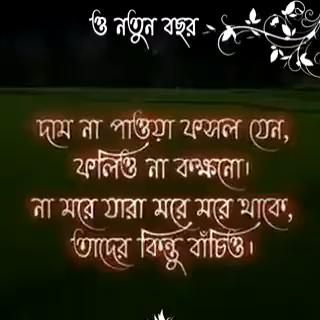 ও নতুন বছর
দাম না পাওয়া ফসল যেন,
ফলিও না কক্ষনো।
না মরে যারা মরে মরে থাকে,
তাদের কিন্তু বাঁচিও।